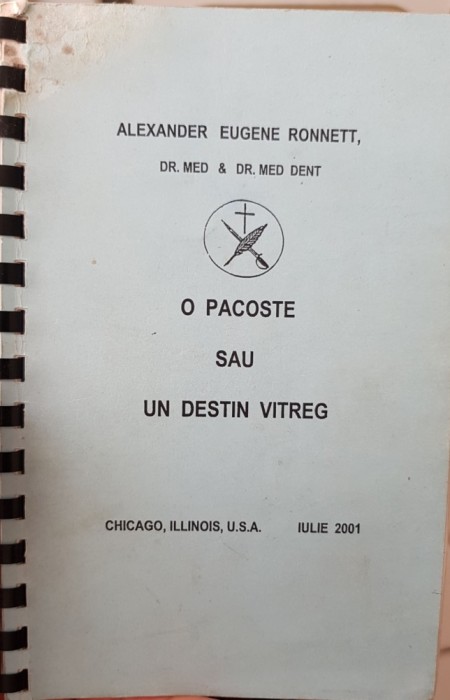 ALEXANDER EUGENE RONNETT,
DR. MED & DR. MED DENT
O PACOSTE
SAU
UN DESTIN VITREG
CHICAGO, ILLINOIS, U.S.A. IULIE 2001